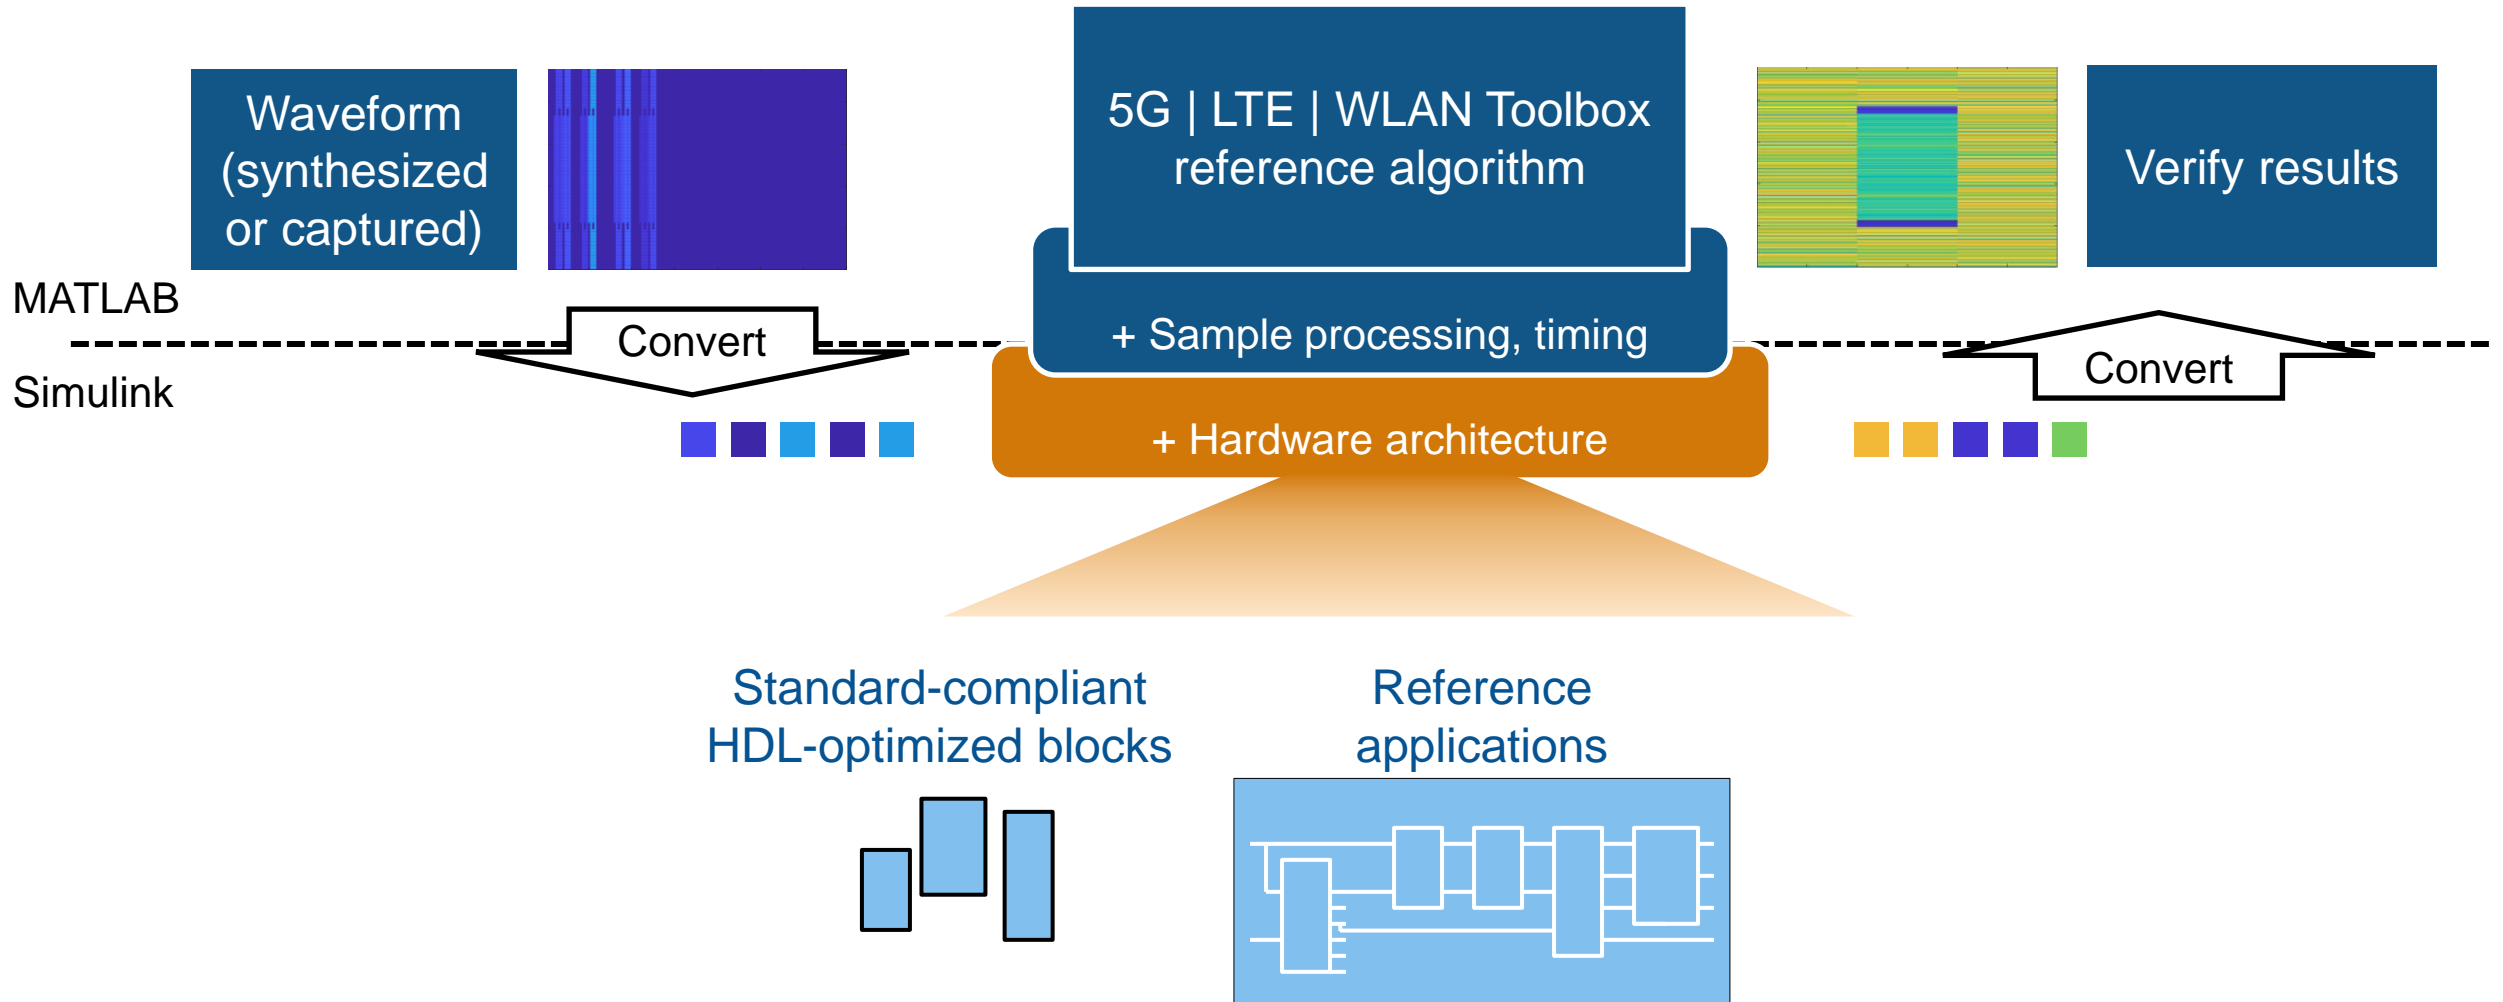 Waveform
(synthesized
or captured)
5G | LTE | WLAN Toolbox
reference algorithm
Verify results
MATLAB
Convert
+ Sample processing, timing
Convert
Simulink
+ Hardware architecture
Standard-compliant
HDL-optimized blocks
Reference
applications